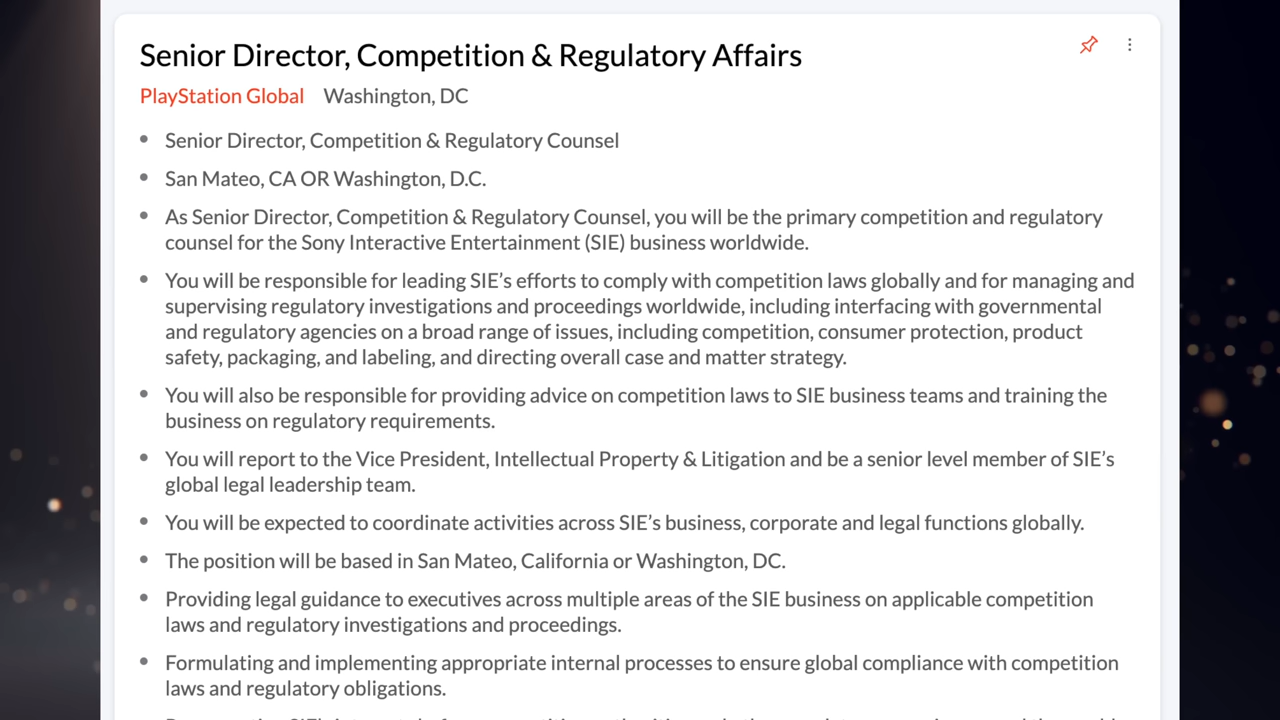 Senior Director, Competition & Regulatory Affairs
PlayStation Global Washington, DC
• Senior Director, Competition & Regulatory Counsel
• San Mateo, CA OR Washington, D.C.
• As Senior Director, Competition & Regulatory Counsel, you will be the primary competition and regulatory
counsel for the Sony Interactive Entertainment (SIE) business worldwide.
• You will be responsible for leading SIE’s efforts to comply with competition laws globally and for managing and
supervising regulatory investigations and proceedings worldwide, including interfacing with governmental
and regulatory agencies on a broad range of issues, including competition, consumer protection, product
safety, packaging, and labeling, and directing overall case and matter strategy.
• You will also be responsible for providing advice on competition laws to SIE business teams and training the
business on regulatory requirements.
• You will report to the Vice President, Intellectual Property & Litigation and be a senior level member of SIE’s
global legal leadership team.
• You will be expected to coordinate activities across SIE’s business, corporate and legal functions globally.
• The position will be based in San Mateo, California or Washington, DC.
• Providing legal guidance to executives across multiple areas of the SIE business on applicable competition
laws and regulatory investigations and proceedings.
• Formulating and implementing appropriate internal processes to ensure global compliance with competition
laws and regulatory obligations.